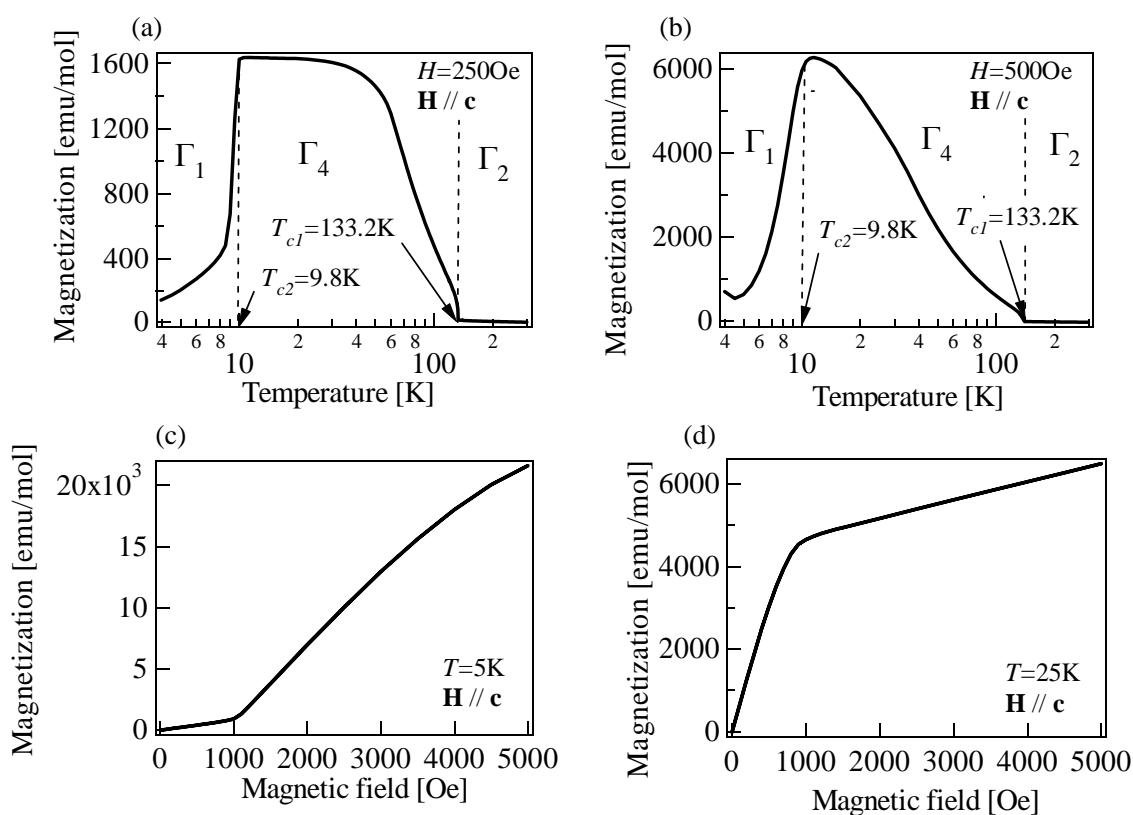 (a)
Magnetization [emu/mol]
1600
1200
800
400
0
H=250Oe
H // c
Γ1
Γ4
Γ2
Tc1=133.2K
Tc2=9.8K
4 6 8 2 4 6 8 2
10 100
Temperature [K]
(b)
Magnetization [emu/mol]
6000
4000
2000
0
H=500Oe
H // c
Γ1
Γ4
Γ2
Tc1=133.2K
Tc2=9.8K
4 6 8 2 4 6 8 2
10 100
Temperature [K]
(c)
Magnetization [emu/mol]
20x10³
15
10
5
0
T=5K
H // c
0 1000 2000 3000 4000 5000
Magnetic field [Oe]
(d)
Magnetization [emu/mol]
6000
4000
2000
0
T=25K
H // c
0 1000 2000 3000 4000 5000
Magnetic field [Oe]